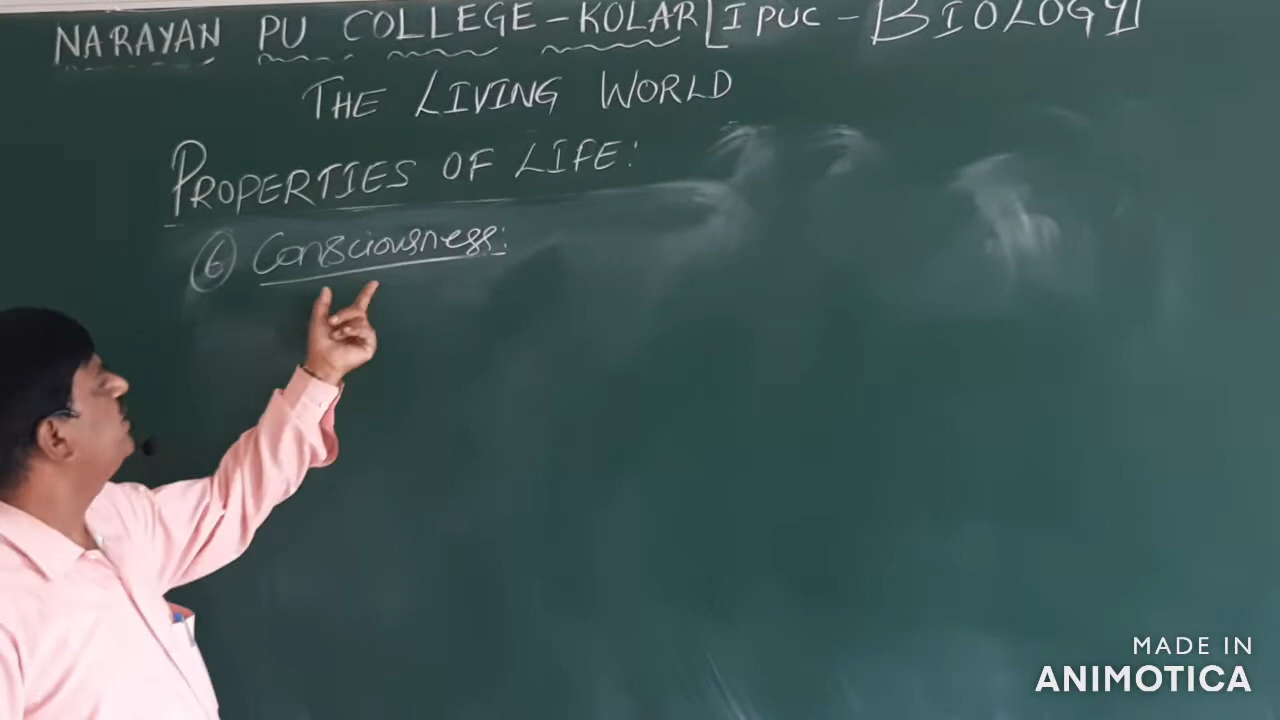 NARAYAN PU COLLEGE - KOLAR [I PUC - BIOLOGY]
THE LIVING WORLD
PROPERTIES OF LIFE:
⑥ Consciousness:
MADE IN
ANIMOTICA